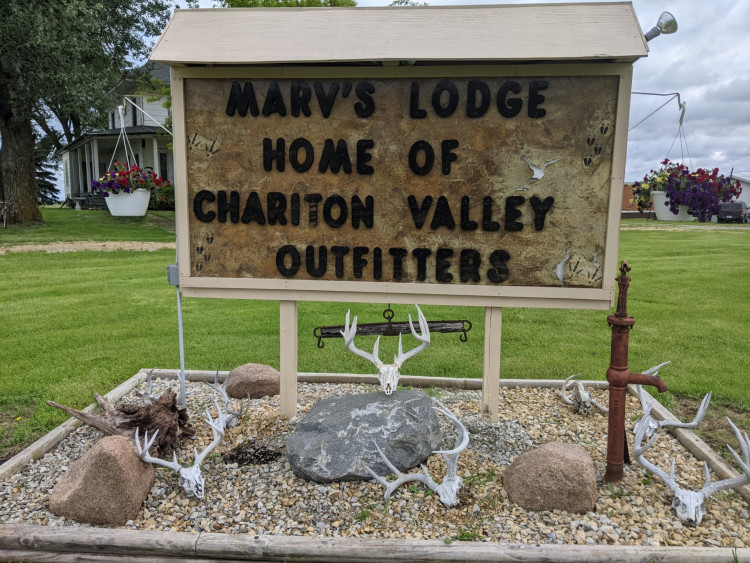 MARV'S LODGE
HOME OF
CHARITON VALLEY
OUTFITTERS